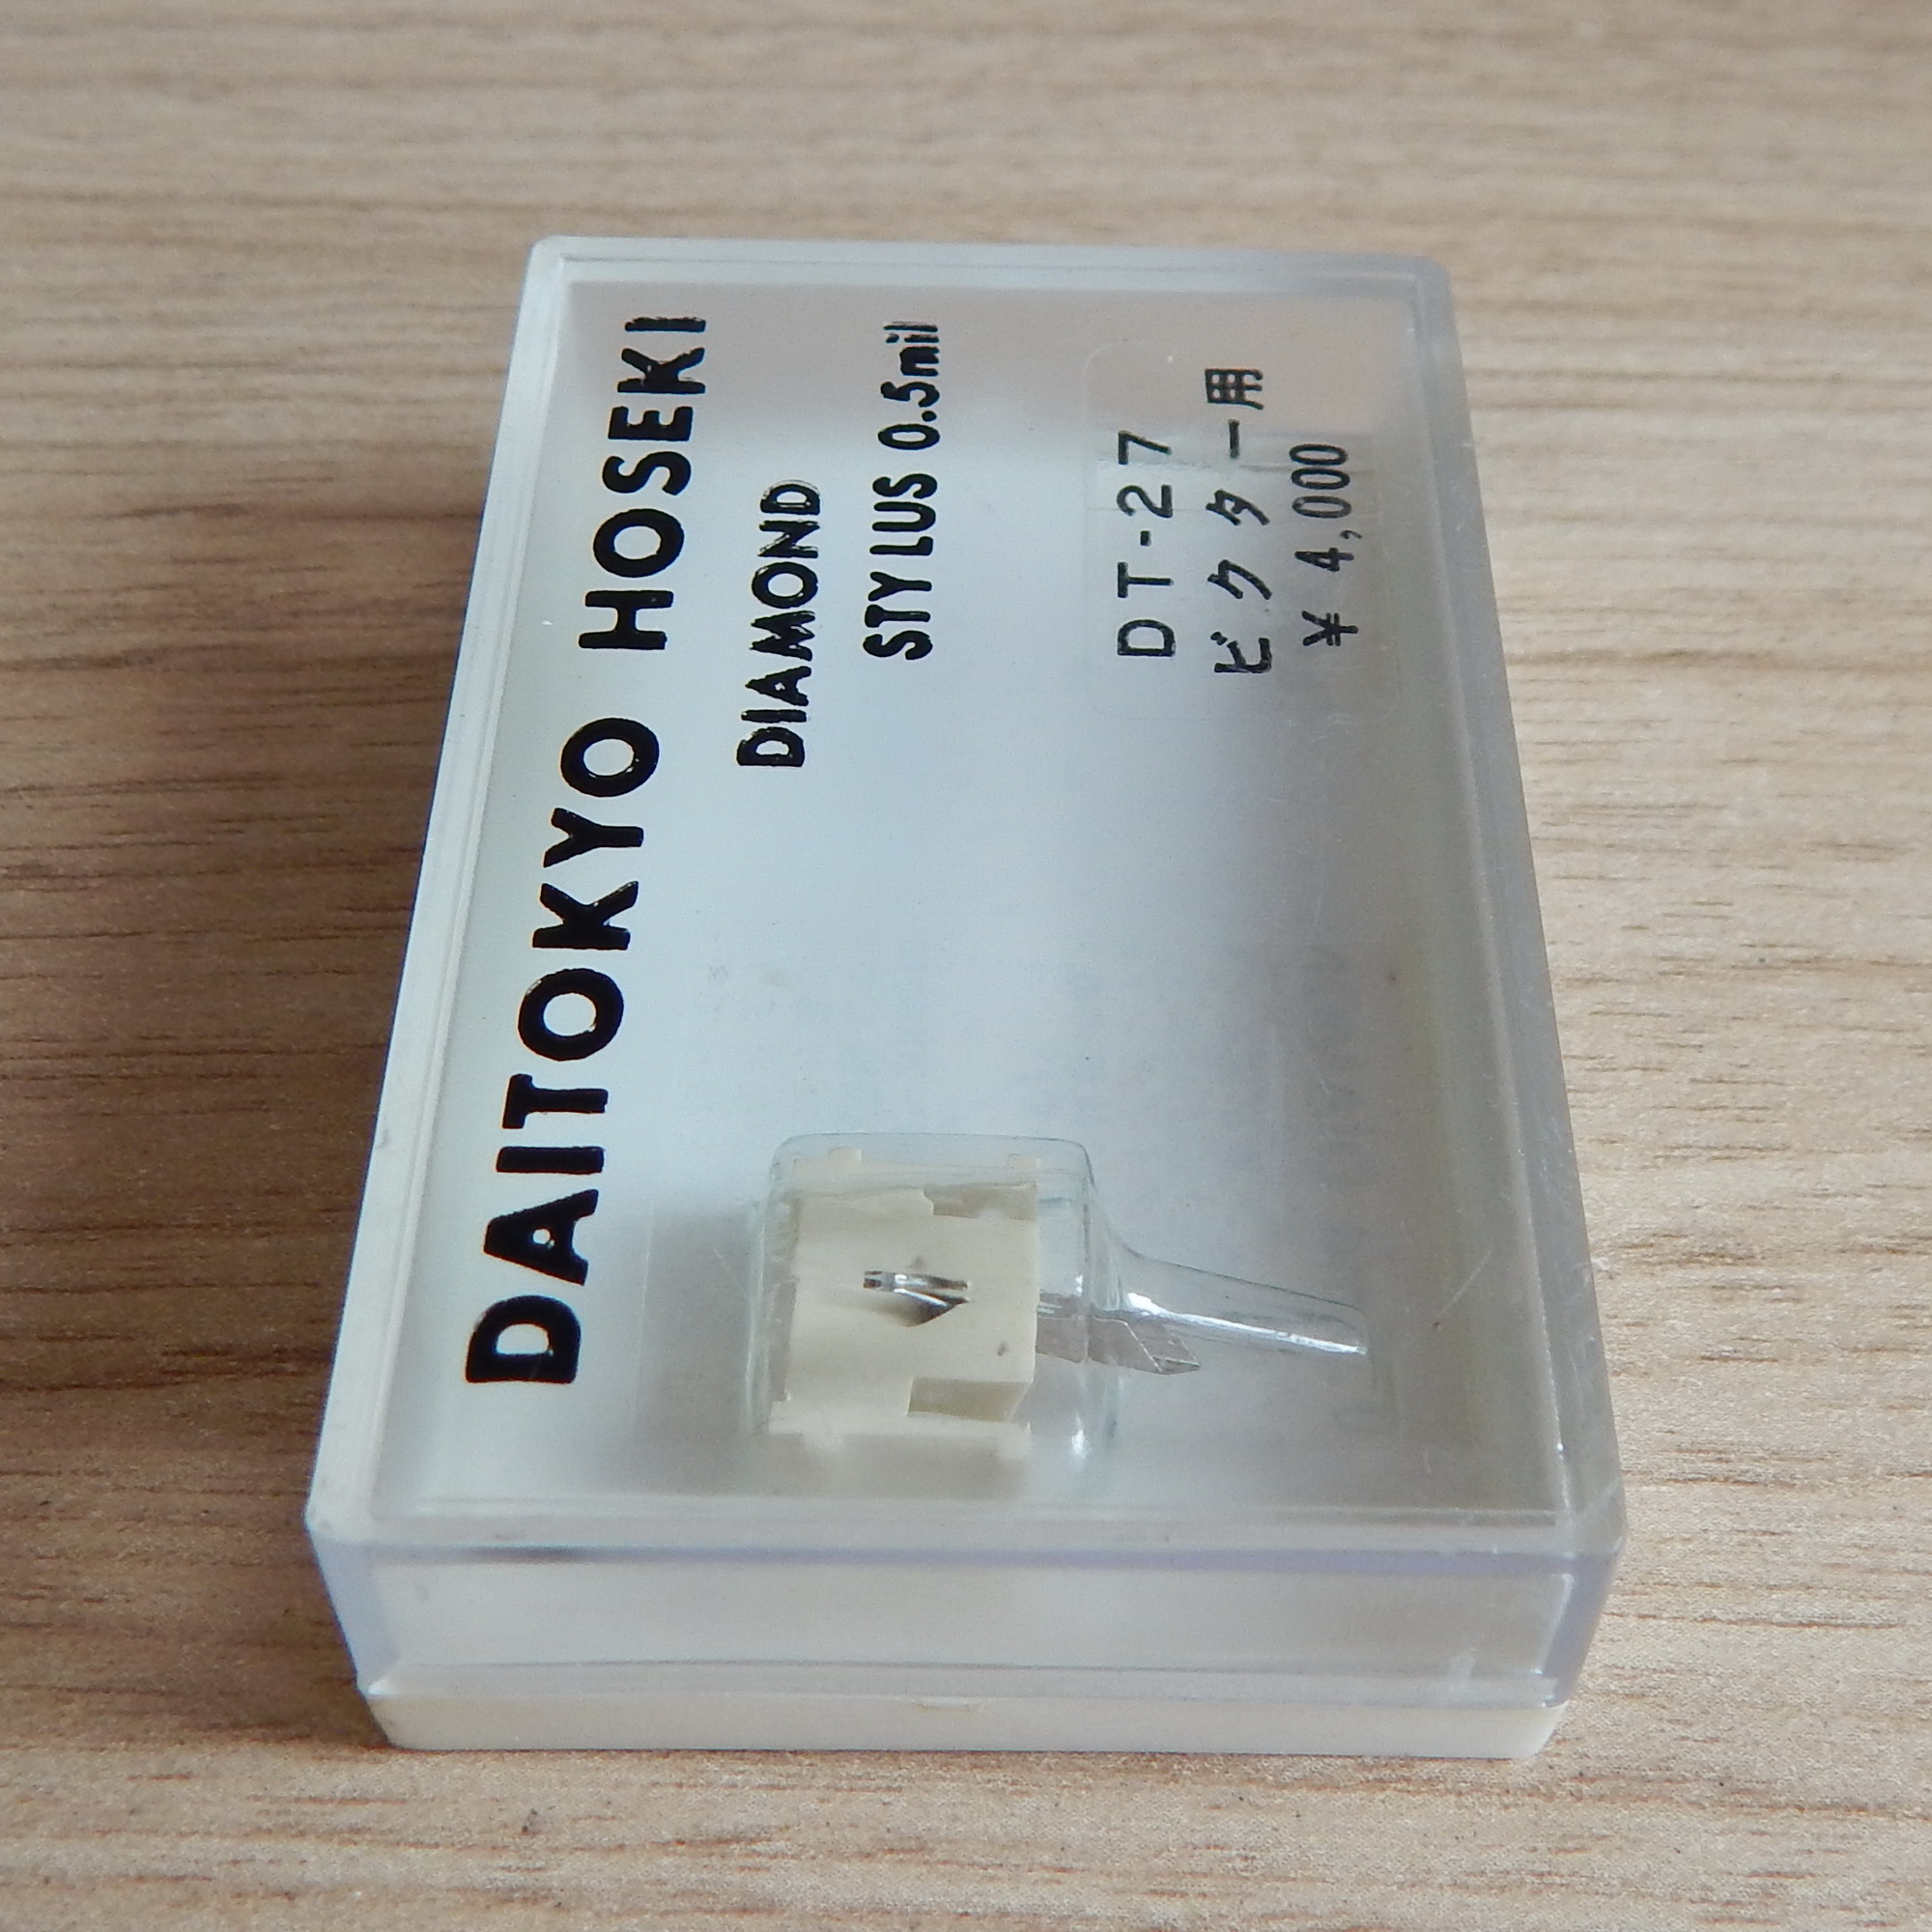 DAITOKYO HOSEKI
DIAMOND
STYLUS 0.5mil
DT-27
ビクター用
¥ 4,000